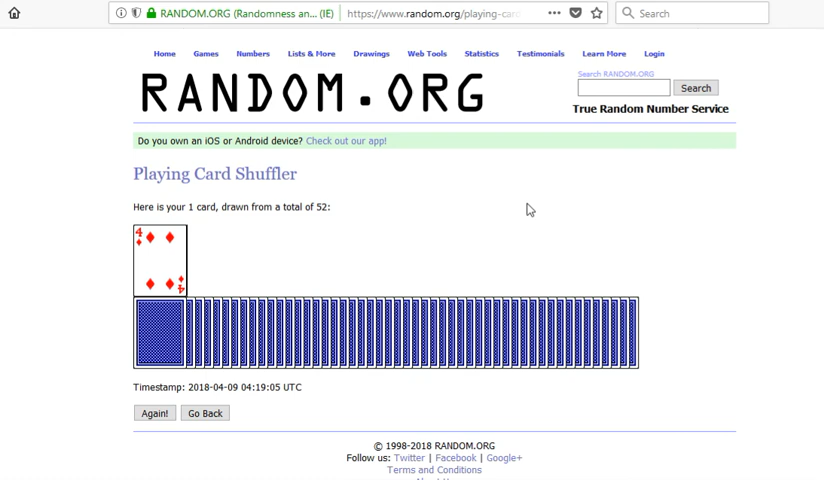 RANDOM.ORG (Randomness an... (IE) https://www.random.org/playing-card Search
Home Games Numbers Lists & More Drawings Web Tools Statistics Testimonials Learn More Login
RANDOM.ORG
Search RANDOM.ORG
Search
True Random Number Service
Do you own an iOS or Android device? Check out our app!
Playing Card Shuffler
Here is your 1 card, drawn from a total of 52:
4
4
Timestamp: 2018-04-09 04:19:05 UTC
Again! Go Back
© 1998-2018 RANDOM.ORG
Follow us: Twitter | Facebook | Google+
Terms and Conditions